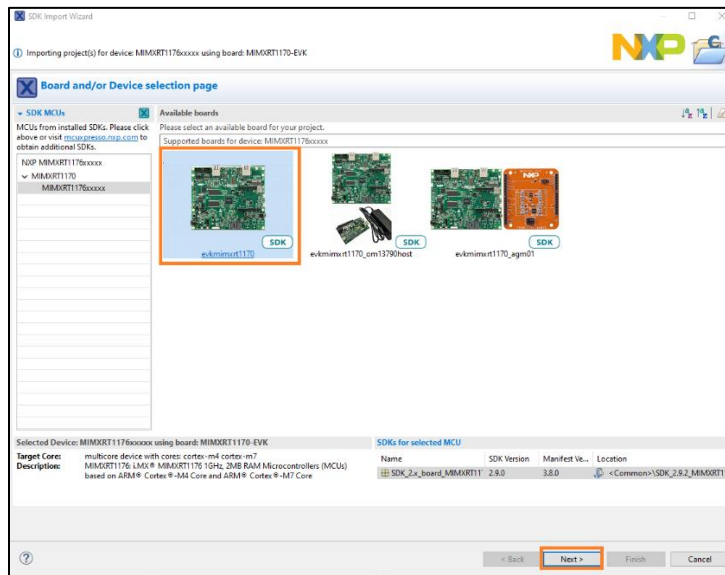 SDK Import Wizard
Importing project(s) for device: MIMXRT1176xxxxx using board: MIMXRT1170-EVK
NXP
Board and/or Device selection page
SDK MCUs
MCUs from installed SDKs. Please click
above or visit mcuxpresso.nxp.com to
obtain additional SDKs.
NXP MIMXRT1176xxxxx
MIMXRT1170
MIMXRT1176xxxxx
Available boards
Please select an available board for your project.
Supported boards for device: MIMXRT1176xxxxx
SDK
evkmimxrt1170
SDK
evkmimxrt1170_om13790host
NXP
SDK
evkmimxrt1170_agm01
Selected Device: MIMXRT1176xxxxx using board: MIMXRT1170-EVK
Target Core: multicore device with cores: cortex-m4 cortex-m7
Description: MIMXRT1176: i.MX® MIMXRT1176 1GHz, 2MB RAM Microcontrollers (MCUs)
based on ARM® Cortex®-M4 Core and ARM® Cortex®-M7 Core
SDKs for selected MCU
Name SDK Version Manifest Ve... Location
SDK_2.x_board_MIMXRT11 2.9.0 3.8.0 <Common>\SDK_2.9.2_MIMXRT1
< Back Next > Finish Cancel